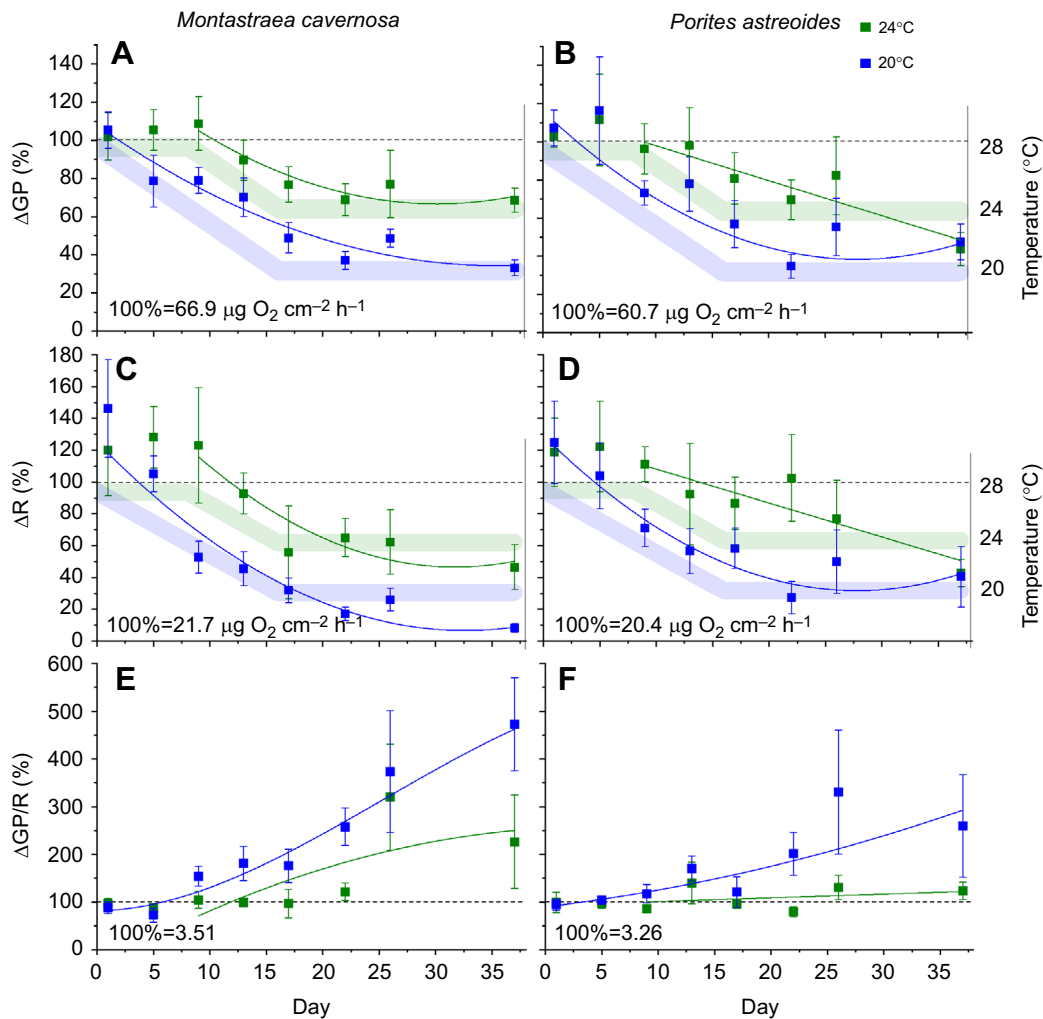 Montastraea cavernosa
Porites astreoides
24°C
20°C
A
B
140
120
100
80
60
40
20
0
ΔGP (%)
28
24
20
Temperature (°C)
100%=66.9 μg O₂ cm⁻² h⁻¹
100%=60.7 μg O₂ cm⁻² h⁻¹
C
D
180
160
140
120
100
80
60
40
20
0
ΔR (%)
28
24
20
Temperature (°C)
100%=21.7 μg O₂ cm⁻² h⁻¹
100%=20.4 μg O₂ cm⁻² h⁻¹
E
F
600
500
400
300
200
100
0
ΔGP/R (%)
100%=3.51
100%=3.26
0 5 10 15 20 25 30 35
0 5 10 15 20 25 30 35
Day
Day